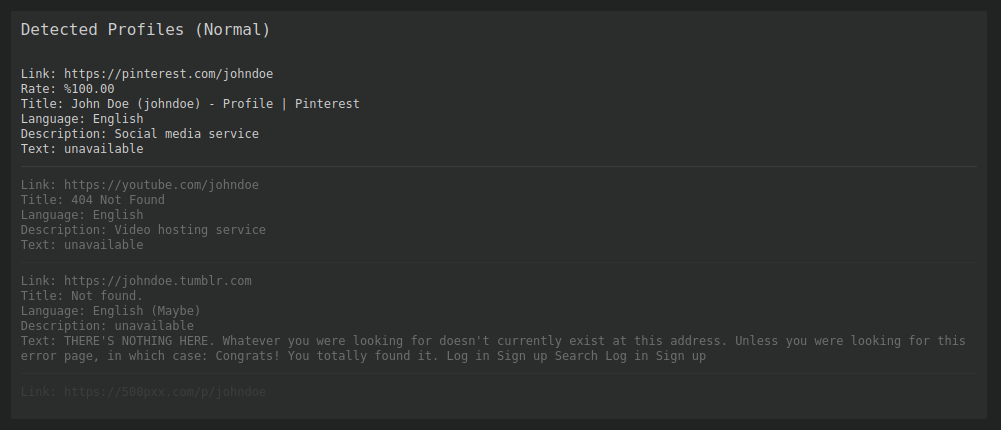 Detected Profiles (Normal)
Link: https://pinterest.com/johndoe
Rate: %100.00
Title: John Doe (johndoe) - Profile | Pinterest
Language: English
Description: Social media service
Text: unavailable
Link: https://youtube.com/johndoe
Title: 404 Not Found
Language: English
Description: Video hosting service
Text: unavailable
Link: https://johndoe.tumblr.com
Title: Not found.
Language: English (Maybe)
Description: unavailable
Text: THERE'S NOTHING HERE. Whatever you were looking for doesn't currently exist at this address. Unless you were looking for this
error page, in which case: Congrats! You totally found it. Log in Sign up Search Log in Sign up
Link: https://500pxx.com/p/johndoe